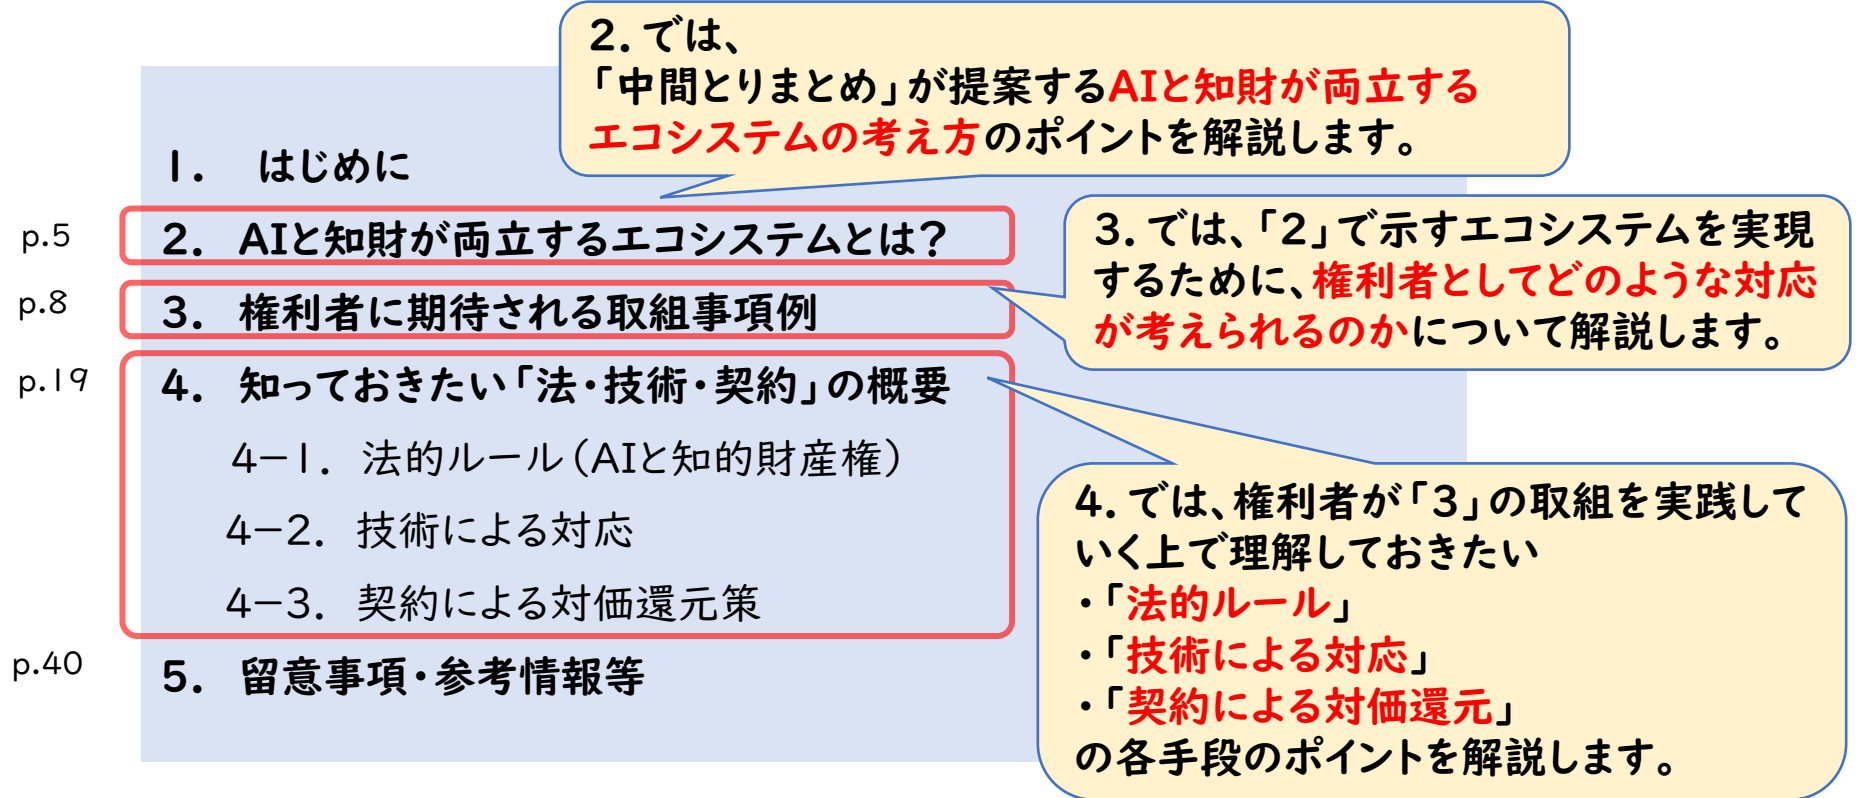 2.では、
「中間とりまとめ」が提案するAIと知財が両立する
エコシステムの考え方のポイントを解説します。
1. はじめに
p.5
2. AIと知財が両立するエコシステムとは?
3.では、「2」で示すエコシステムを実現
するために、権利者としてどのような対応
が考えられるのかについて解説します。
p.8
3. 権利者に期待される取組事項例
p.19
4. 知っておきたい「法・技術・契約」の概要
4-1. 法的ルール(AIと知的財産権)
4-2. 技術による対応
4-3. 契約による対価還元策
4.では、権利者が「3」の取組を実践して
いく上で理解しておきたい
・「法的ルール」
・「技術による対応」
・「契約による対価還元」
の各手段のポイントを解説します。
p.40
5. 留意事項・参考情報等